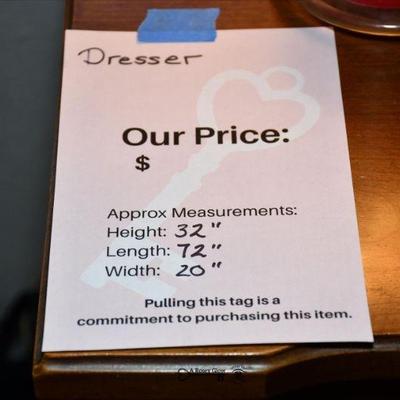 Dresser
Our Price:
$
Approx Measurements:
Height: 32"
Length: 72"
Width: 20"
Pulling this tag is a
commitment to purchasing this item.